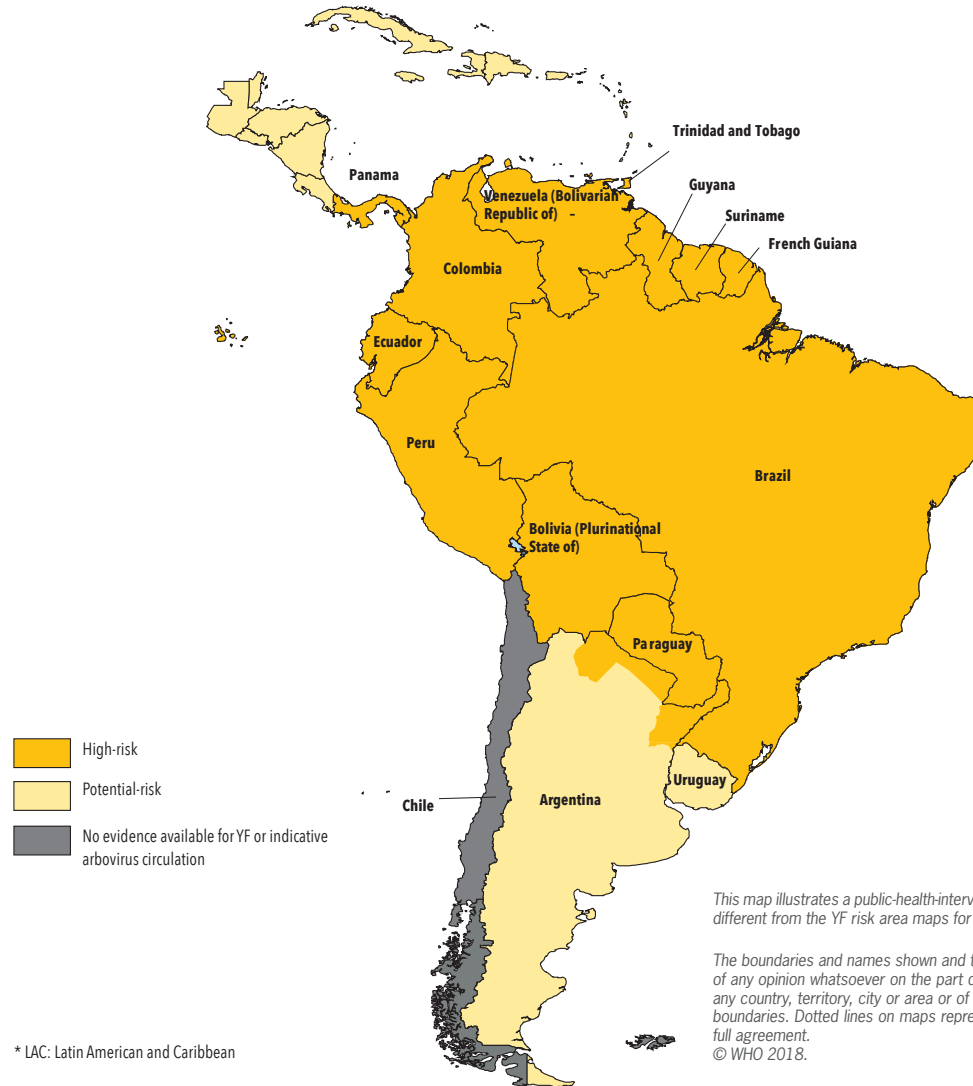 Trinidad and Tobago
Panama
Guyana
Venezuela (Bolivarian
Republic of) -
Suriname
French Guiana
Colombia
Ecuador
Peru
Brazil
Bolivia (Plurinational
State of)
Paraguay
High-risk
Potential-risk
Uruguay
Chile
Argentina
No evidence available for YF or indicative
arbovirus circulation
This map illustrates a public-health-interv
different from the YF risk area maps for
The boundaries and names shown and t
of any opinion whatsoever on the part o
any country, territory, city or area or of
boundaries. Dotted lines on maps repre
full agreement.
© WHO 2018.
* LAC: Latin American and Caribbean